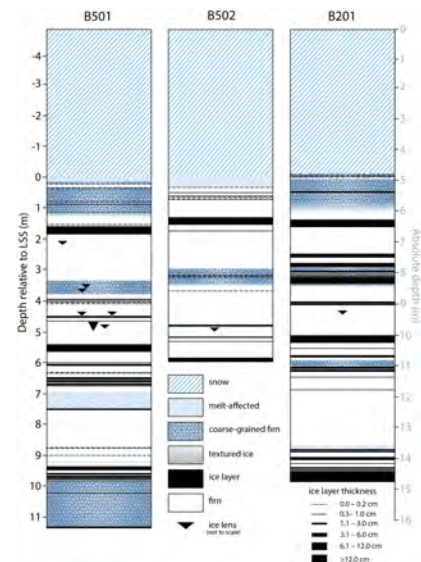 B501 B502 B201
Depth relative to LSS (m)
-4
-3
-2
-1
0
1
2
3
4
5
6
7
8
9
10
11
Absolute depth (m)
0
1
2
3
4
5
6
7
8
9
10
11
12
13
14
15
16
snow
melt-affected
coarse-grained firn
textured ice
ice layer
firn
ice lens
(not to scale)
ice layer thickness
0.0 – 0.2 cm
0.3– 1.0 cm
1.1 – 3.0 cm
3.1 – 6.0 cm
6.1 – 12.0 cm
>12.0 cm